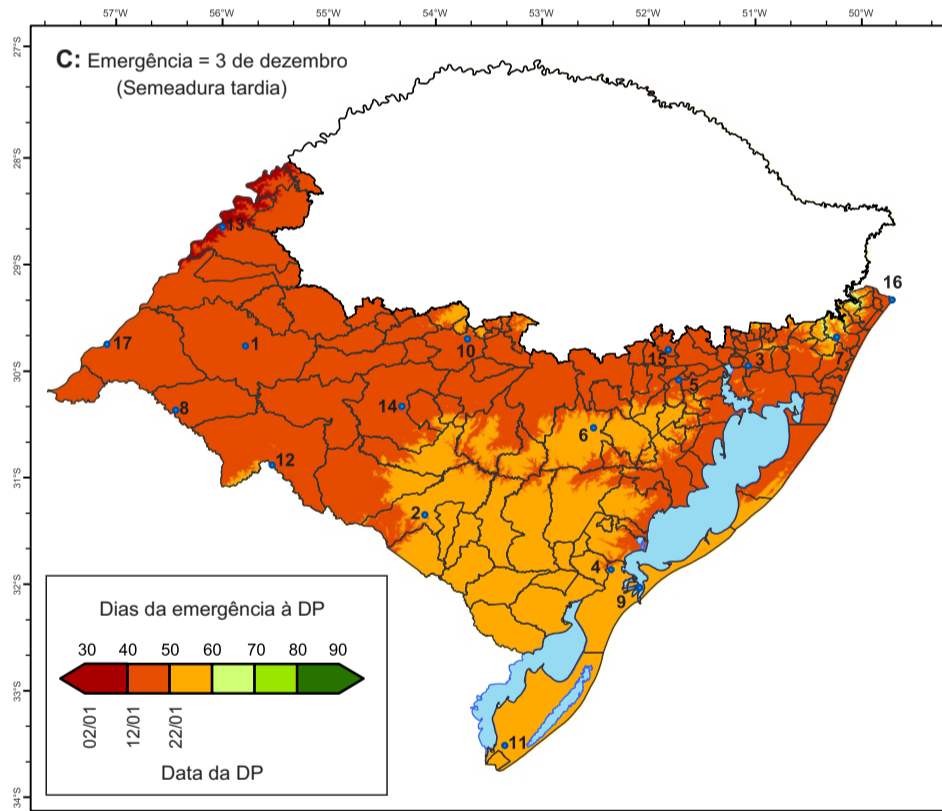 57°W 56°W 55°W 54°W 53°W 52°W 51°W 50°W
27°S
C: Emergência = 3 de dezembro
(Semeadura tardia)
28°S
13
29°S
16
17
1
10
15
3
7
30°S
5
8
14
6
12
31°S
2
4
9
32°S
Dias da emergência à DP
30 40 50 60 70 80 90
33°S
02/01
12/01
22/01
11
Data da DP
34°S